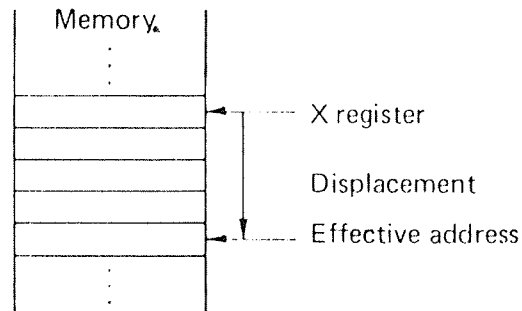 Memory
X register
Displacement
Effective address